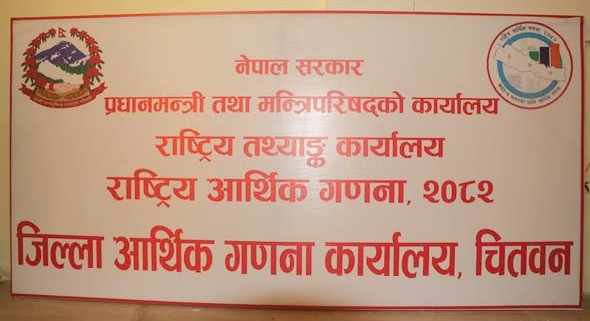 नेपाल सरकार
प्रधानमन्त्री तथा मन्त्रिपरिषद्को कार्यालय
राष्ट्रिय तथ्याङ्क कार्यालय
राष्ट्रिय आर्थिक गणना, २०८२
जिल्ला आर्थिक गणना कार्यालय, चितवन